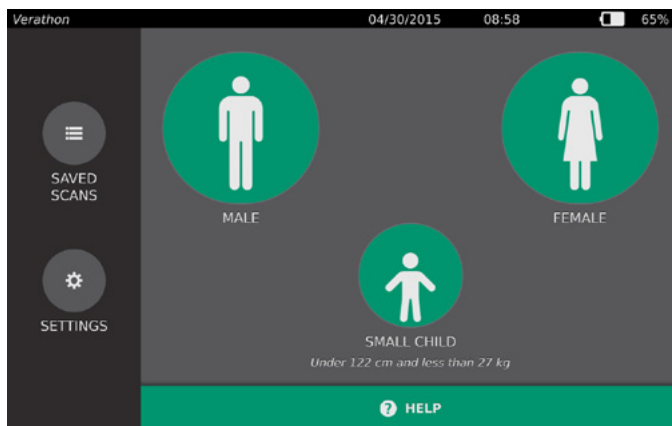 Verathon 04/30/2015 08:58 65%
SAVED
SCANS
MALE
FEMALE
SETTINGS
SMALL CHILD
Under 122 cm and less than 27 kg
? HELP